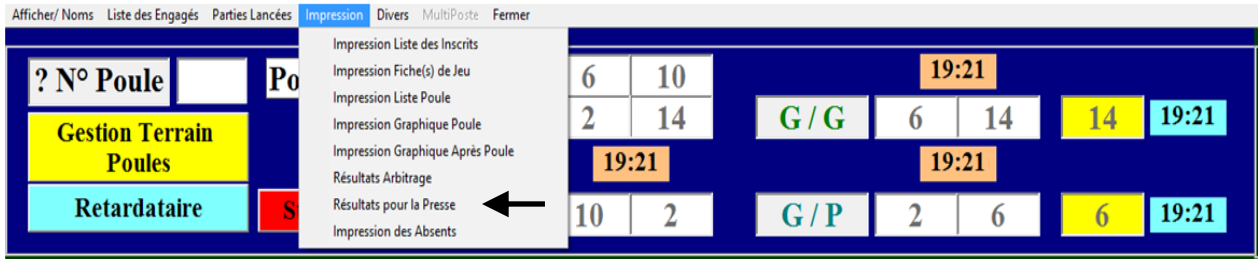 Afficher/ Noms Liste des Engagés Parties Lancées Impression Divers MultiPoste Fermer
Impression Liste des Inscrits
Impression Fiche(s) de Jeu
Impression Liste Poule
Impression Graphique Poule
Impression Graphique Après Poule
Résultats Arbitrage
Résultats pour la Presse
Impression des Absents
? N° Poule Po 6 10 19:21
2 14 G / G 6 14 14 19:21
Gestion Terrain
Poules 19:21 19:21
Retardataire S 10 2 G / P 2 6 6 19:21